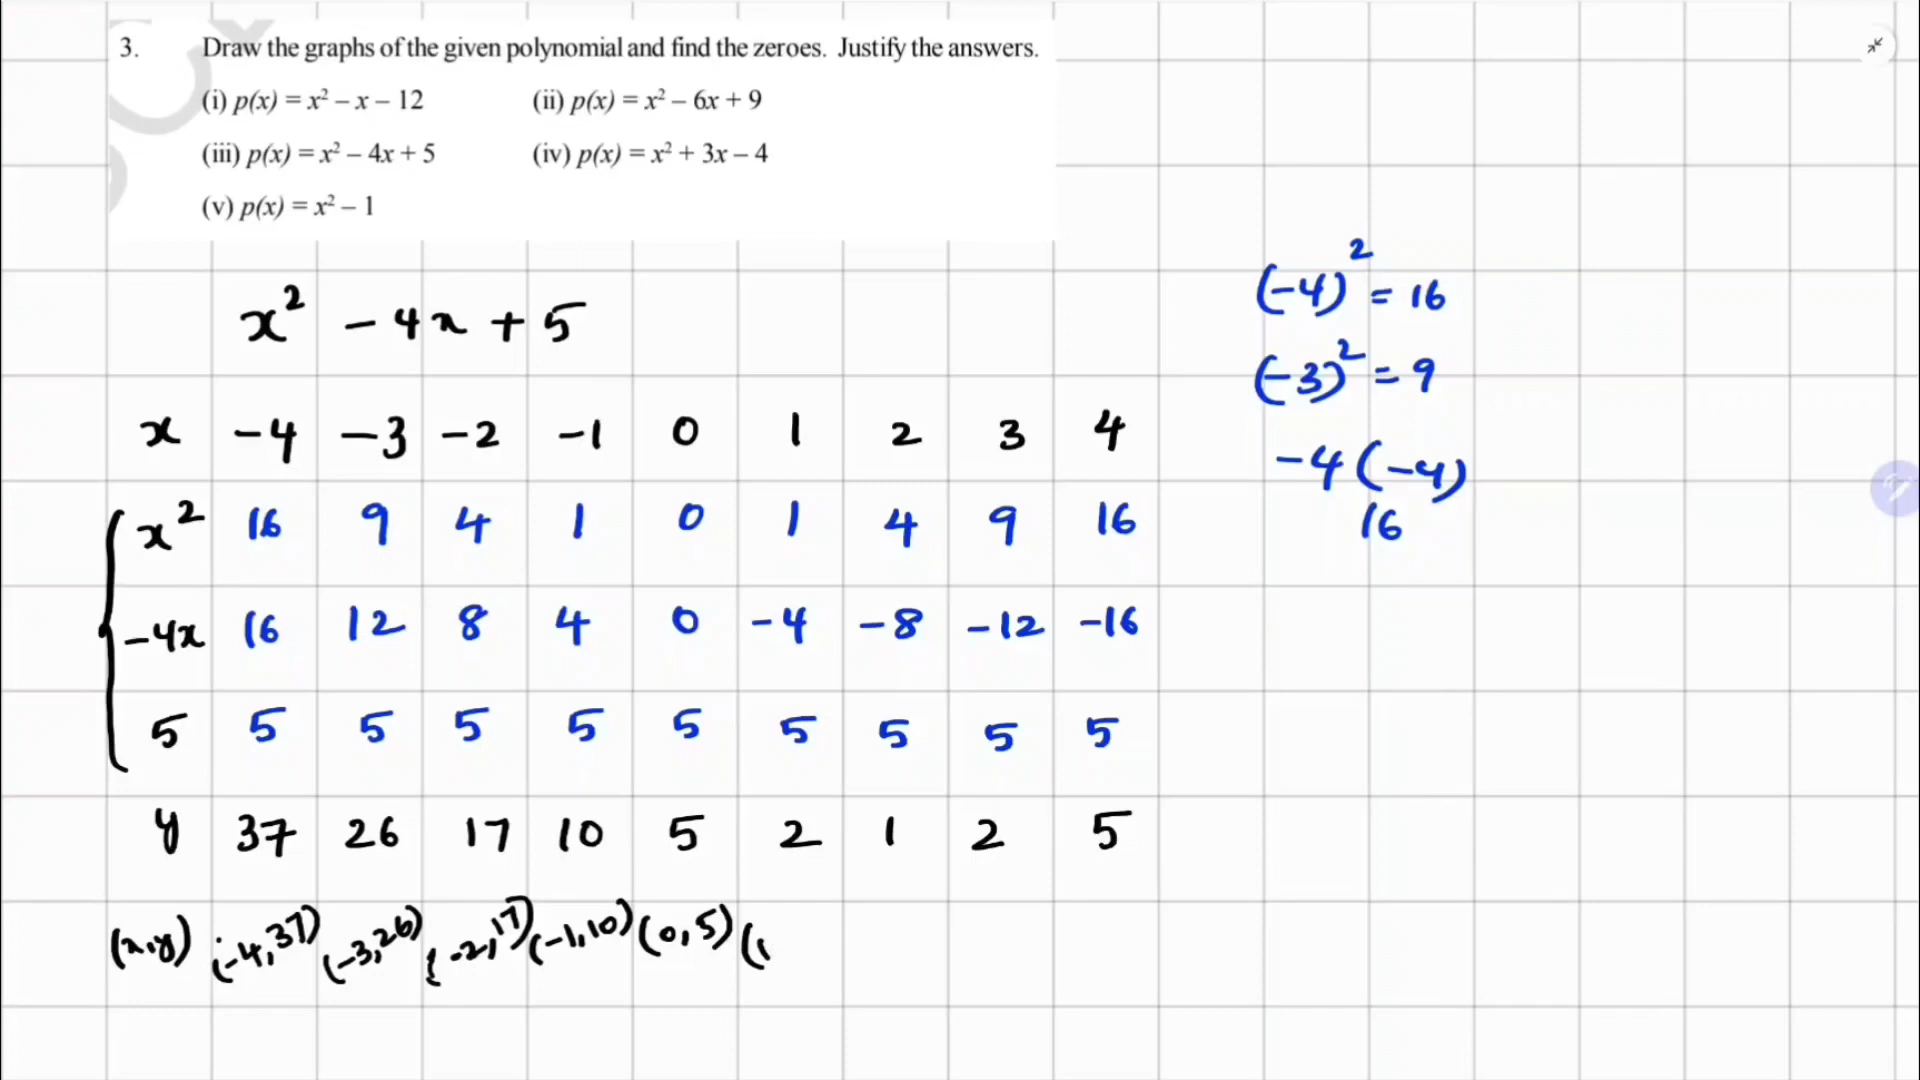 3. Draw the graphs of the given polynomial and find the zeroes. Justify the answers.
(i) p(x) = x² – x – 12 (ii) p(x) = x² – 6x + 9
(iii) p(x) = x² – 4x + 5 (iv) p(x) = x² + 3x – 4
(v) p(x) = x² – 1
x² - 4x + 5
x -4 -3 -2 -1 0 1 2 3 4
x² 16 9 4 1 0 1 4 9 16
-4x 16 12 8 4 0 -4 -8 -12 -16
5 5 5 5 5 5 5 5 5 5
y 37 26 17 10 5 2 1 2 5
(x,y) (-4,37) (-3,26) (-2,17) (-1,10) (0,5) (1
(-4)² = 16
(-3)² = 9
-4(-4)
16